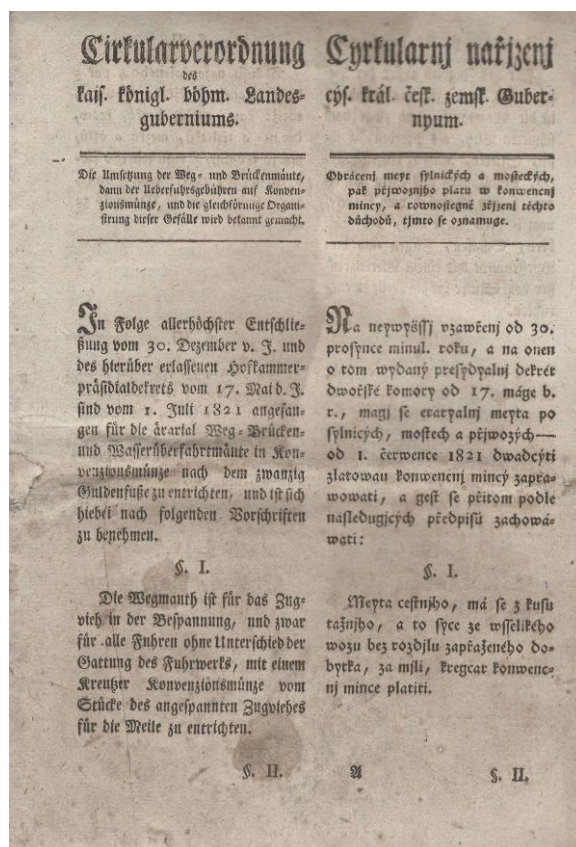 Cirkularverordnung
des
kais. königl. böhm. Landes-
guberniums.
Die Umsetzung der Weg- und Brückenmäute,
dann der Ueberfuhrsgebühren auf Konven-
zionsmünze, und die gleichförmige Organi-
sirung dieser Gefälle wird bekannt gemacht.
In Folge allerhöchster Entschlie-
ßung vom 30. Dezember v. J. und
des hierüber erlassenen Hofkammer-
präsidialdekrets vom 17. Mai d. J.
sind vom 1. Juli 1821 angefan-
gen für die ärarial Weg-Brücken-
und Wasserüberfahrtmäute in Kon-
venzionsmünze nach dem zwanzig
Guldenfuße zu entrichten, und ist sich
hiebei nach folgenden Vorschriften
zu benehmen.
§. I.
Die Wegmauth ist für das Zug-
vieh in der Bespannung, und zwar
für alle Fuhren ohne Unterschied der
Gattung des Fuhrwerks, mit einem
Kreutzer Konvenzionsmünze vom
Stücke des angespannten Zugviehes
für die Meile zu entrichten.
§. II.
Cyrkularnj nařjzenj
cýs. král. česk. zemsk. Guber-
nyum.
Obrácenj meyt sylnických a mosteckých,
pak přjwoznjho platu w konwencnj
mincy, a rownostegné zřjzenj těchto
důchodů, tjmto se oznamuge.
Na neywyššj vzawřenj od 30.
prosynce minul. roku, a na onen
o tom wydaný presydyalnj dekrét
dworské komory od 17. máge b.
r., magj se eraryalnj meyta po
sylnicých, mostech a přjwozých—
od 1. července 1821 dwadcýti
zlatowau konwencnj mincý zapra-
wowati, a gest se přitom podle
následugjcých předpisů zachowá-
wati:
§. I.
Meyta cestnjho, má se z kusu
tažnjho, a to sýce ze wsselikého
wozu bez rozdjlu zapřaženého do-
bytka, za mjli, kregcar konwenc-
nj mince platiti.
A
§. II.